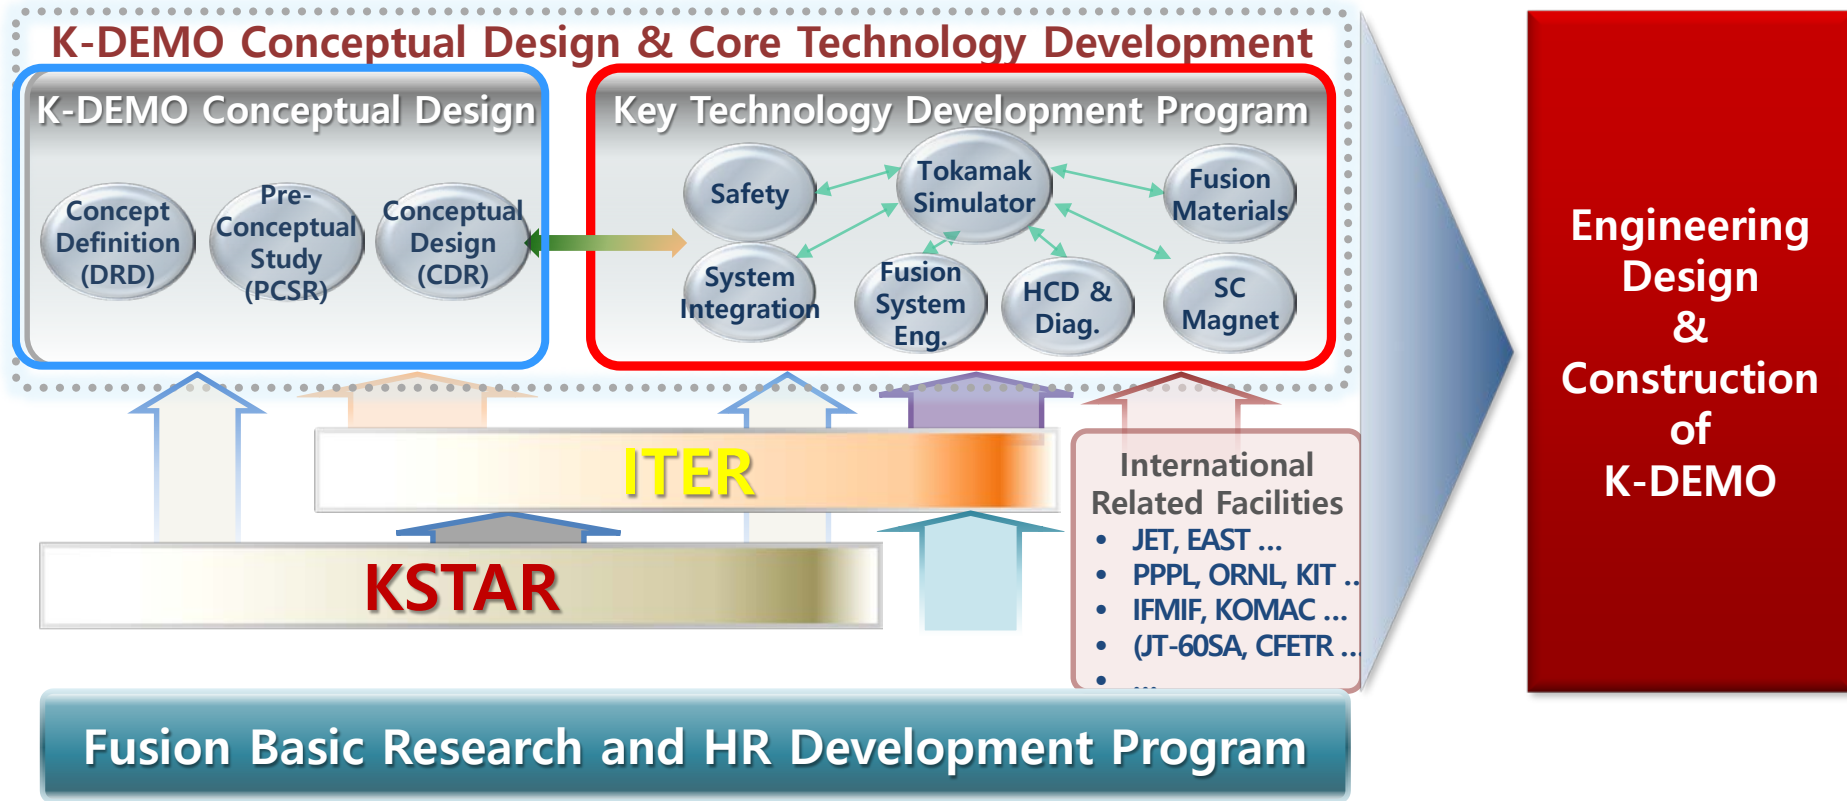 K-DEMO Conceptual Design & Core Technology Development
K-DEMO Conceptual Design
Concept
Definition
(DRD)
Pre-
Conceptual
Study
(PCSR)
Conceptual
Design
(CDR)
Key Technology Development Program
Safety
Tokamak
Simulator
Fusion
Materials
System
Integration
Fusion
System
Eng.
HCD &
Diag.
SC
Magnet
ITER
KSTAR
International
Related Facilities
• JET, EAST ...
• PPPL, ORNL, KIT ..
• IFMIF, KOMAC ...
• (JT-60SA, CFETR ...
• ...
Fusion Basic Research and HR Development Program
Engineering
Design
&
Construction
of
K-DEMO